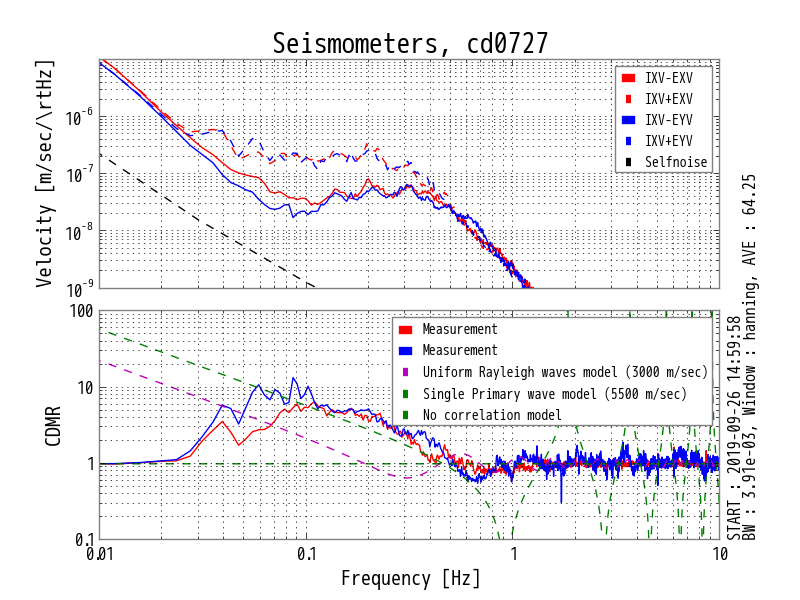 Seismometers, cd0727
Velocity [m/sec/\rtHz]
10^-6
10^-7
10^-8
10^-9
IXV-EXV
IXV+EXV
IXV-EYV
IXV+EYV
Selfnoise
CDMR
100
10
1
0.1
Measurement
Measurement
Uniform Rayleigh waves model (3000 m/sec)
Single Primary wave model (5500 m/sec)
No correlation model
0.01
0.1
1
10
Frequency [Hz]
START : 2019-09-26 14:59:58
BW : 3.91e-03, Window : hanning, AVE : 64.25